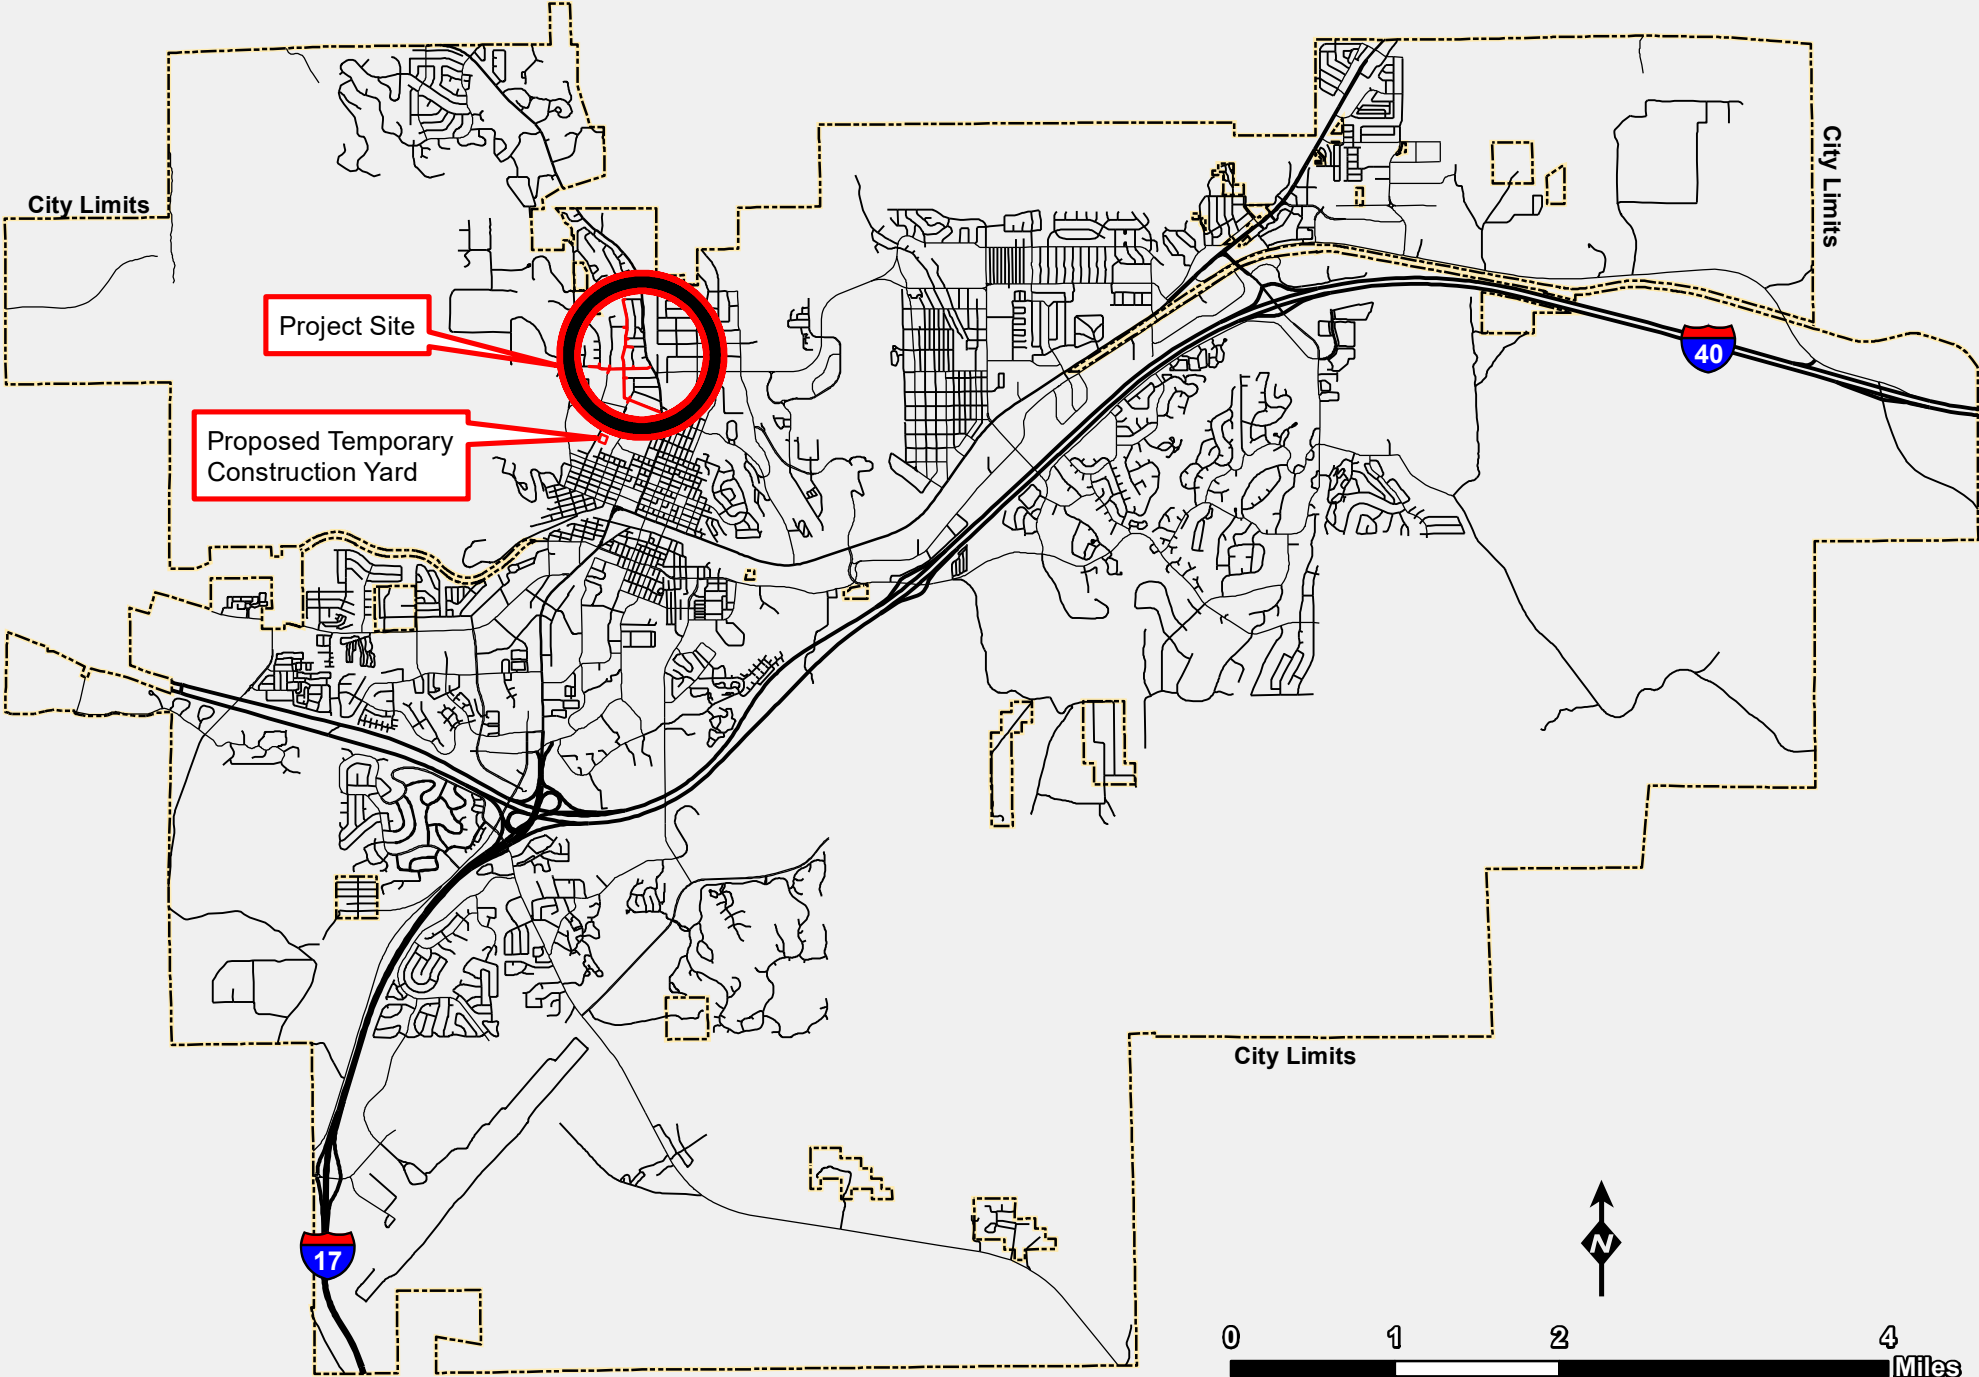 City Limits
City Limits
Project Site
40
Proposed Temporary
Construction Yard
City Limits
N
17
0 1 2 4
Miles